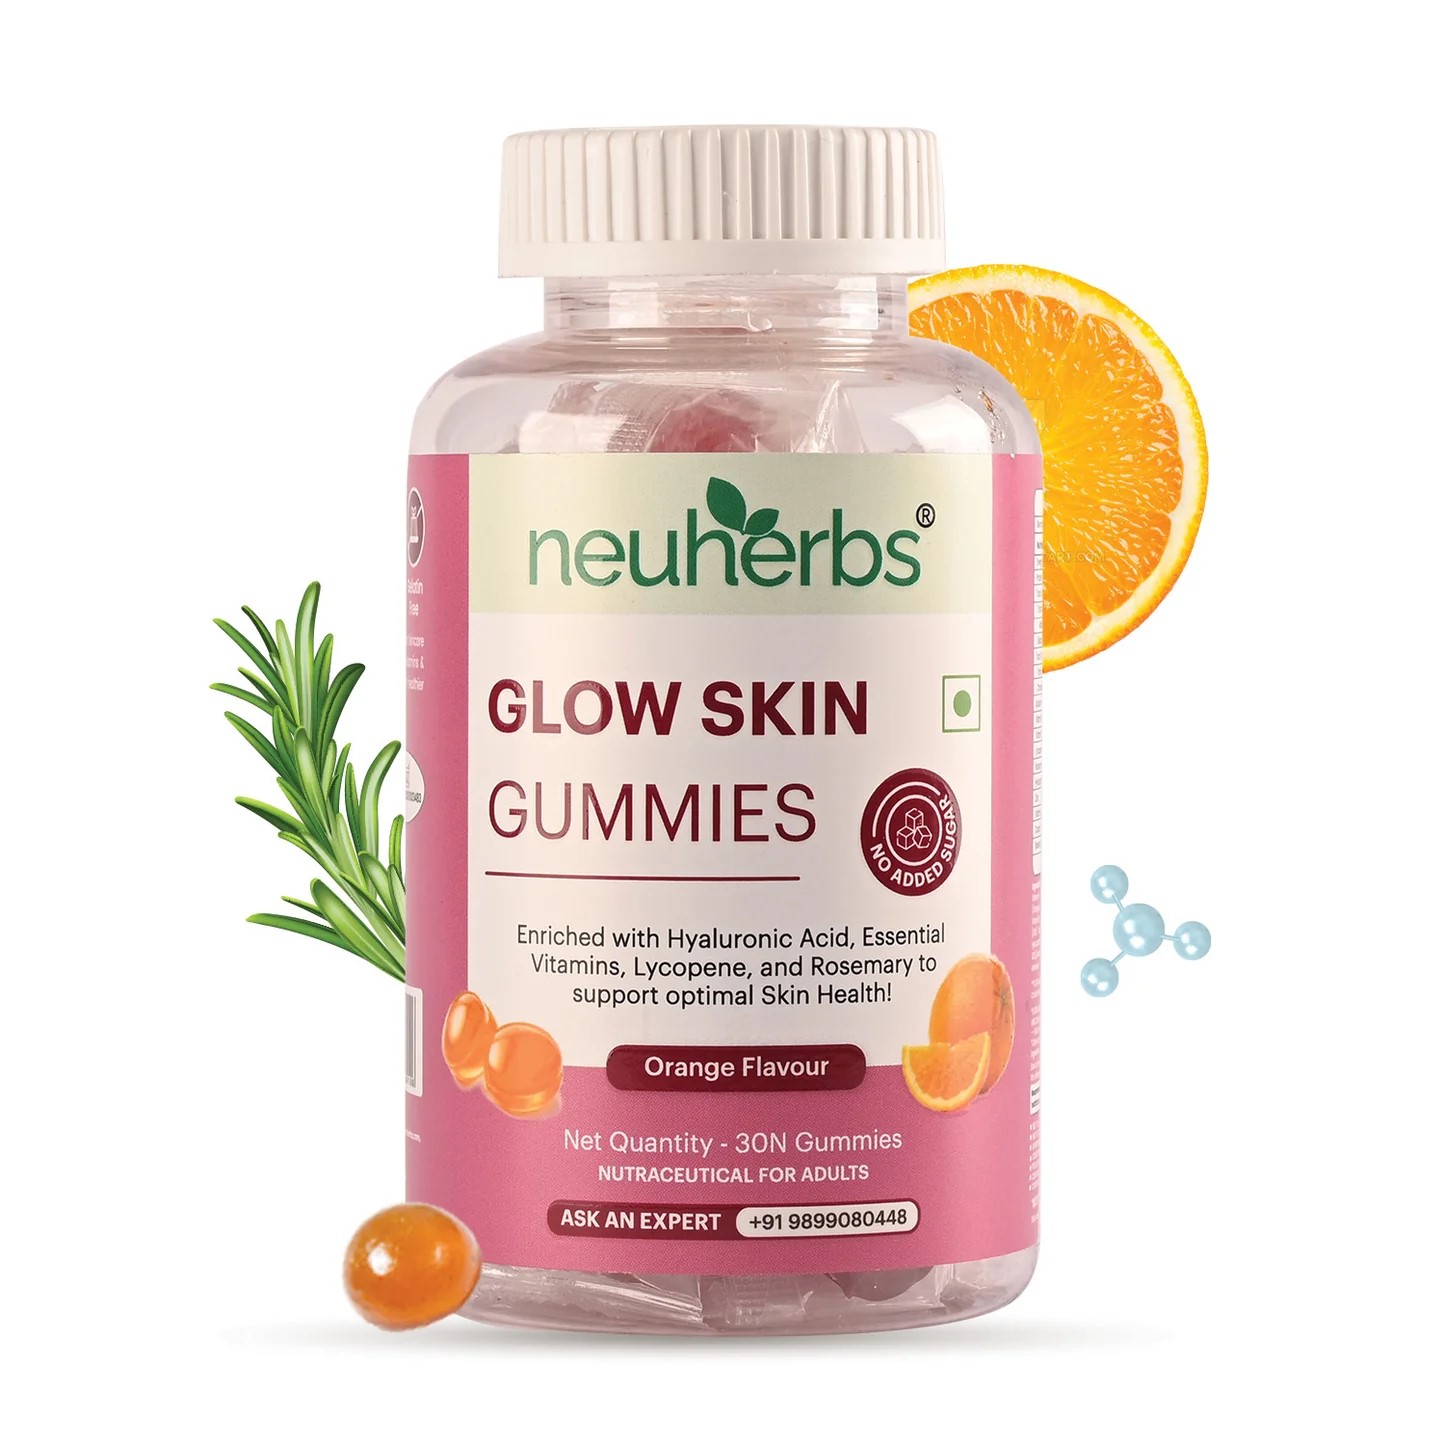 neuherbs®
GLOW SKIN
GUMMIES
NO ADDED SUGAR
Enriched with Hyaluronic Acid, Essential
Vitamins, Lycopene, and Rosemary to
support optimal Skin Health!
Orange Flavour
Net Quantity - 30N Gummies
NUTRACEUTICAL FOR ADULTS
ASK AN EXPERT +91 9899080448
Free